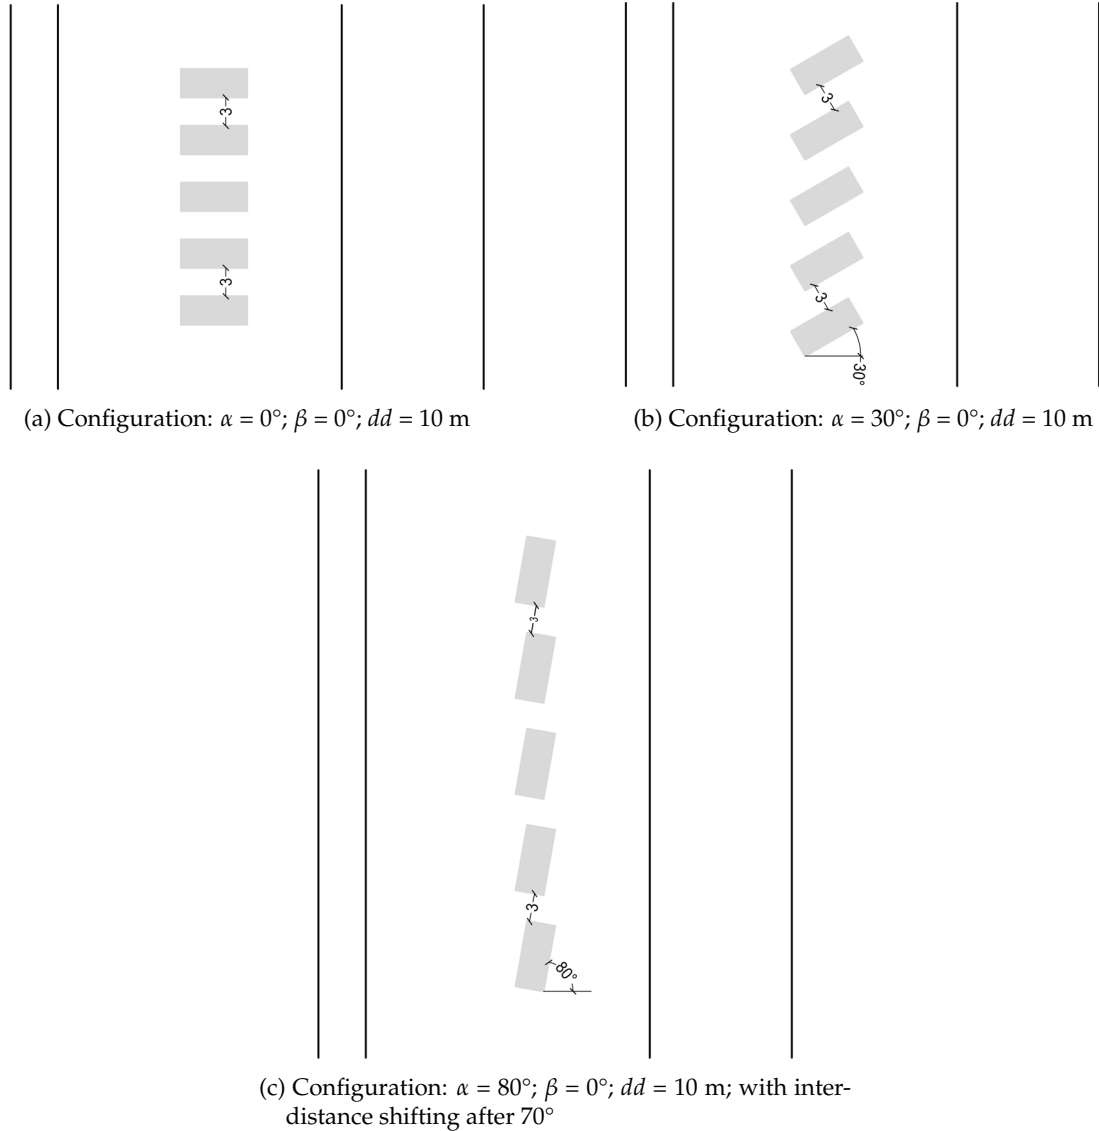 3
3
3
3
30°
(a) Configuration: α = 0°; β = 0°; dd = 10 m
(b) Configuration: α = 30°; β = 0°; dd = 10 m
3
3
80°
(c) Configuration: α = 80°; β = 0°; dd = 10 m; with inter-
distance shifting after 70°